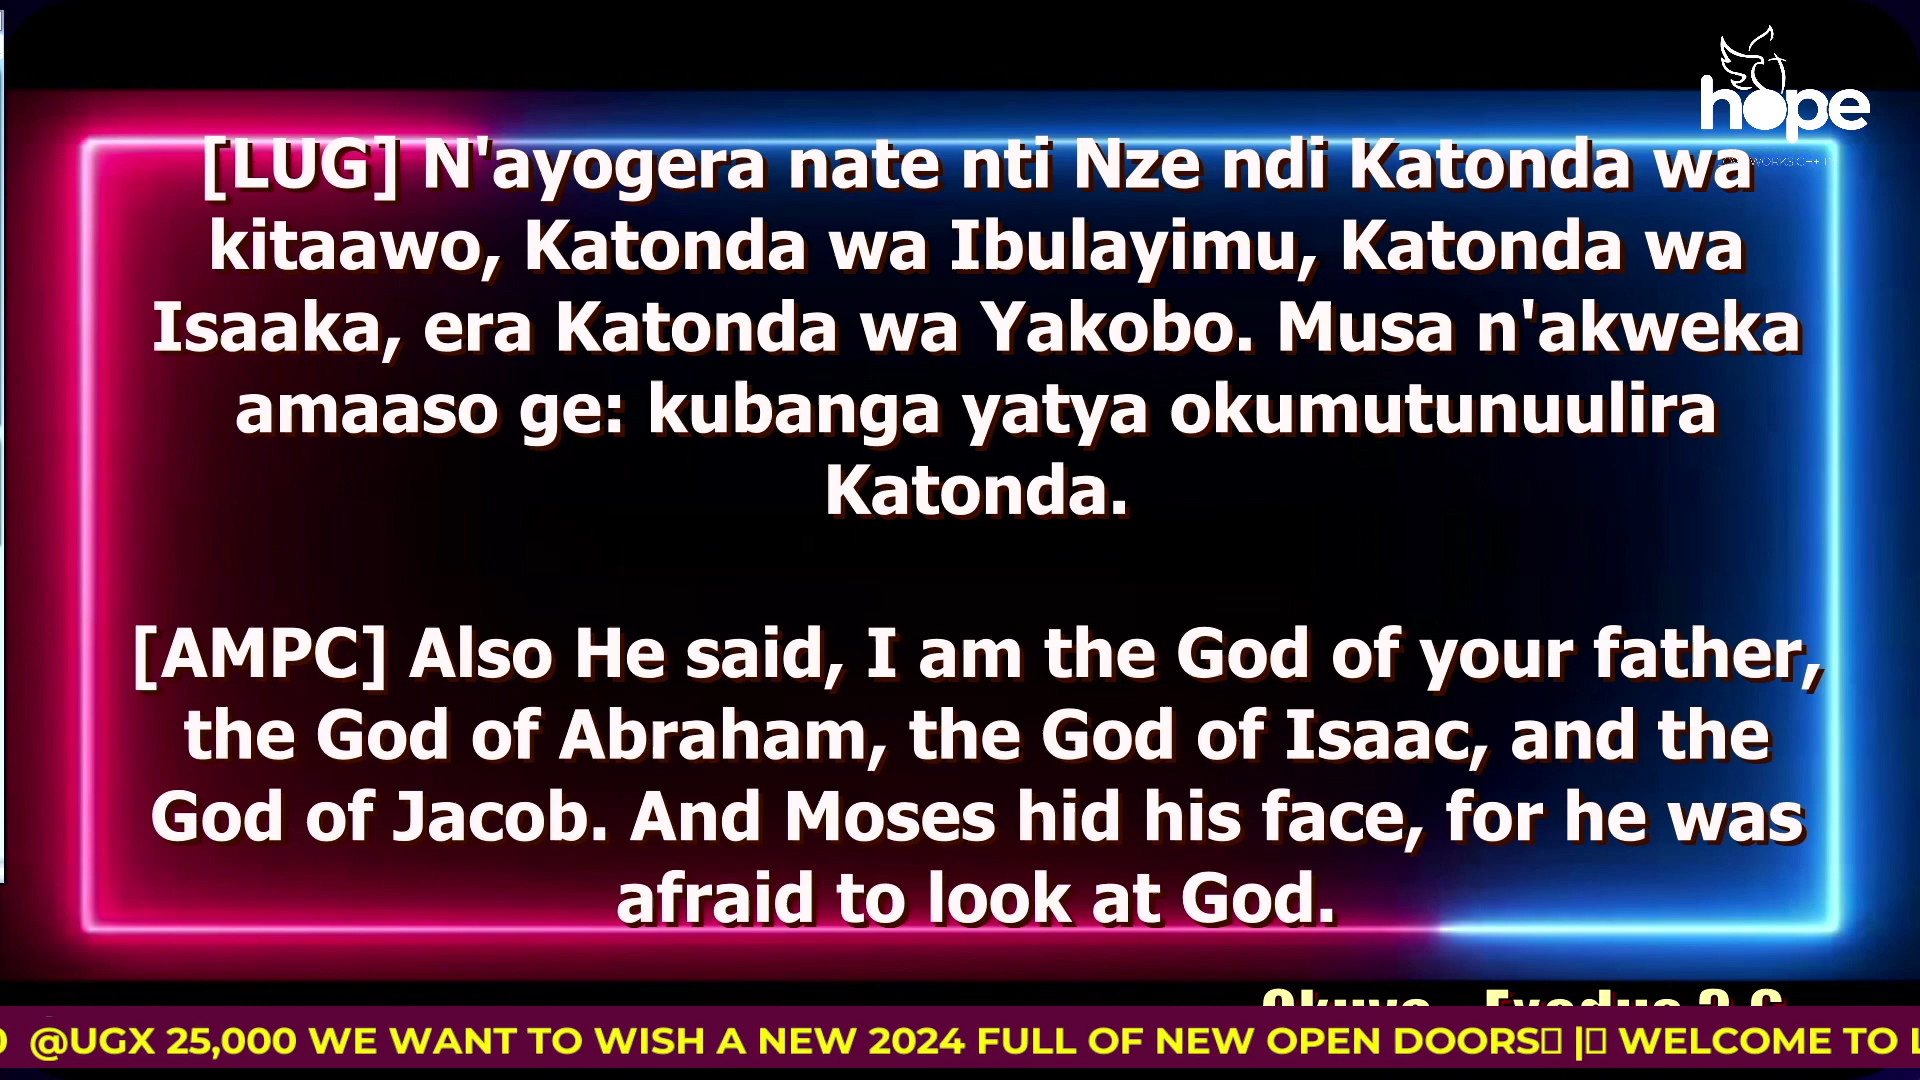 hope
[LUG] N'ayogera nate nti Nze ndi Katonda wa
kitaawo, Katonda wa Ibulayimu, Katonda wa
Isaaka, era Katonda wa Yakobo. Musa n'akweka
amaaso ge: kubanga yatya okumutunuulira
Katonda.
[AMPC] Also He said, I am the God of your father,
the God of Abraham, the God of Isaac, and the
God of Jacob. And Moses hid his face, for he was
afraid to look at God.
Okuva Exodus 3:6
@UGX 25,000 WE WANT TO WISH A NEW 2024 FULL OF NEW OPEN DOORS | WELCOME TO